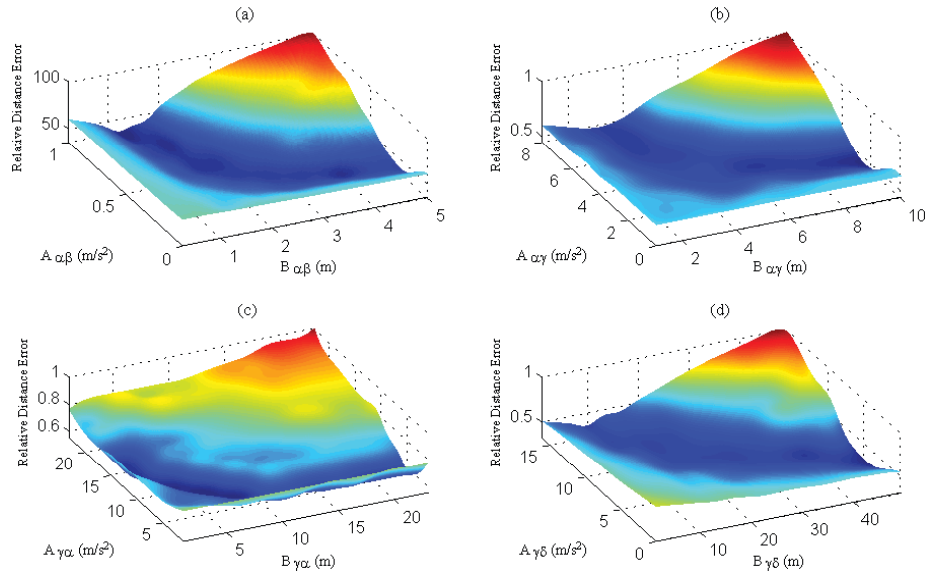 (a)
Relative Distance Error
100
50
1
0.5
0
A αβ (m/s²)
1
2
3
4
5
B αβ (m)
(b)
Relative Distance Error
1
0.5
8
6
4
2
0
A αγ (m/s²)
2
4
6
8
10
B αγ (m)
(c)
Relative Distance Error
1
0.8
0.6
20
15
10
5
A γα (m/s²)
5
10
15
20
B γα (m)
(d)
Relative Distance Error
1
0.5
15
10
5
0
A γδ (m/s²)
10
20
30
40
B γδ (m)